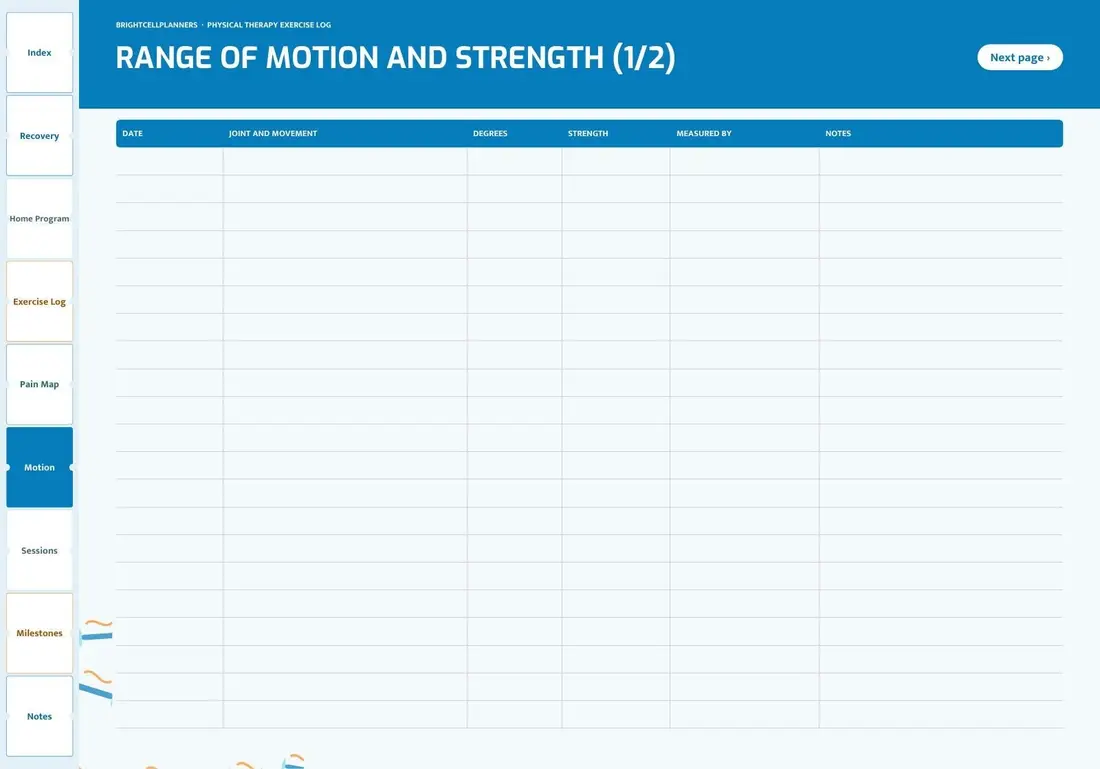 Index
Recovery
Home Program
Exercise Log
Pain Map
Motion
Sessions
Milestones
Notes
BRIGHTCELLPLANNERS · PHYSICAL THERAPY EXERCISE LOG
RANGE OF MOTION AND STRENGTH (1/2)
Next page ›
DATE JOINT AND MOVEMENT DEGREES STRENGTH MEASURED BY NOTES